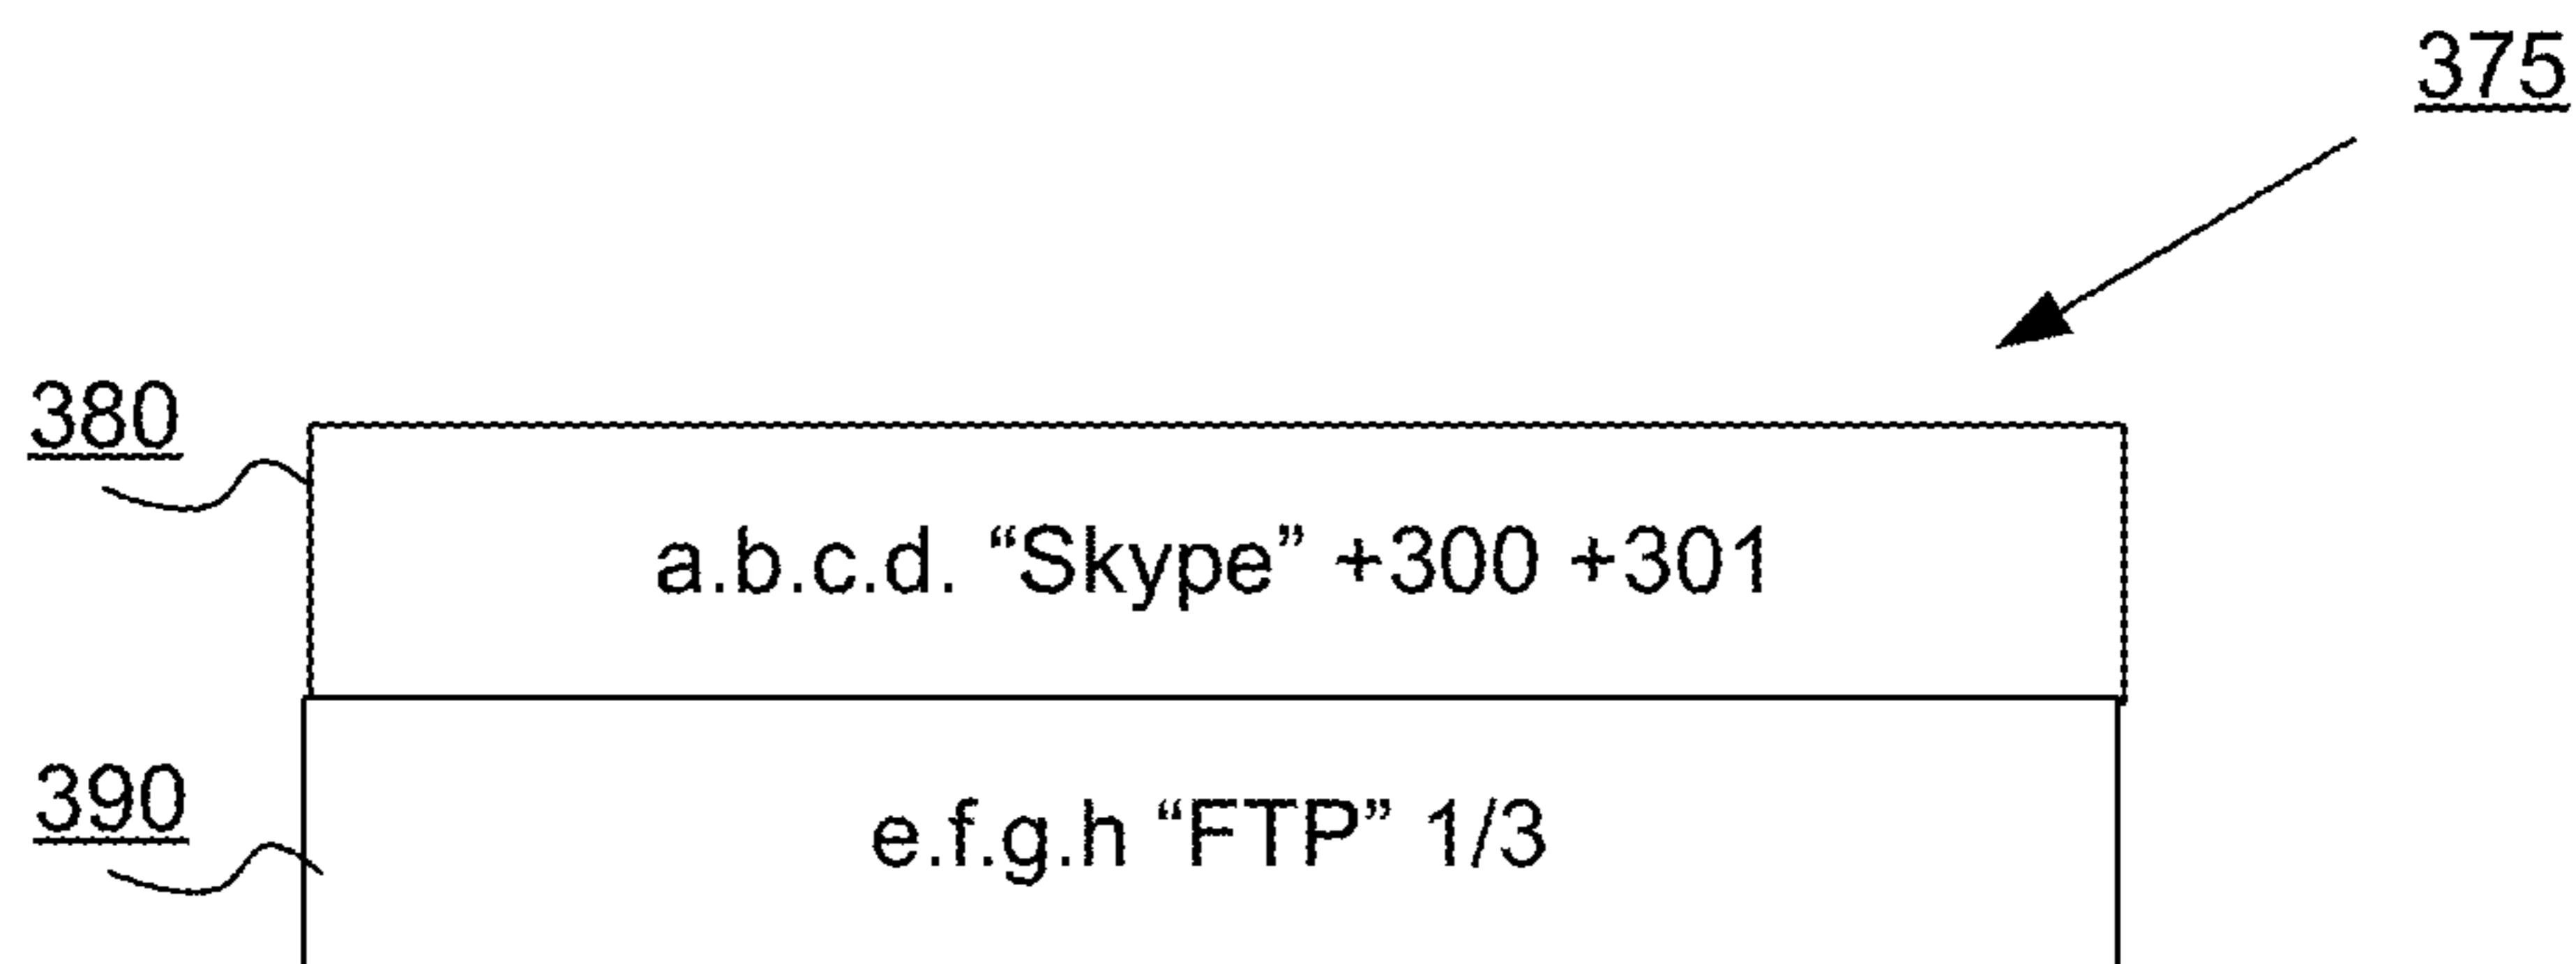 375
380
a.b.c.d. “Skype” +300 +301
390
e.f.g.h “FTP” 1/3